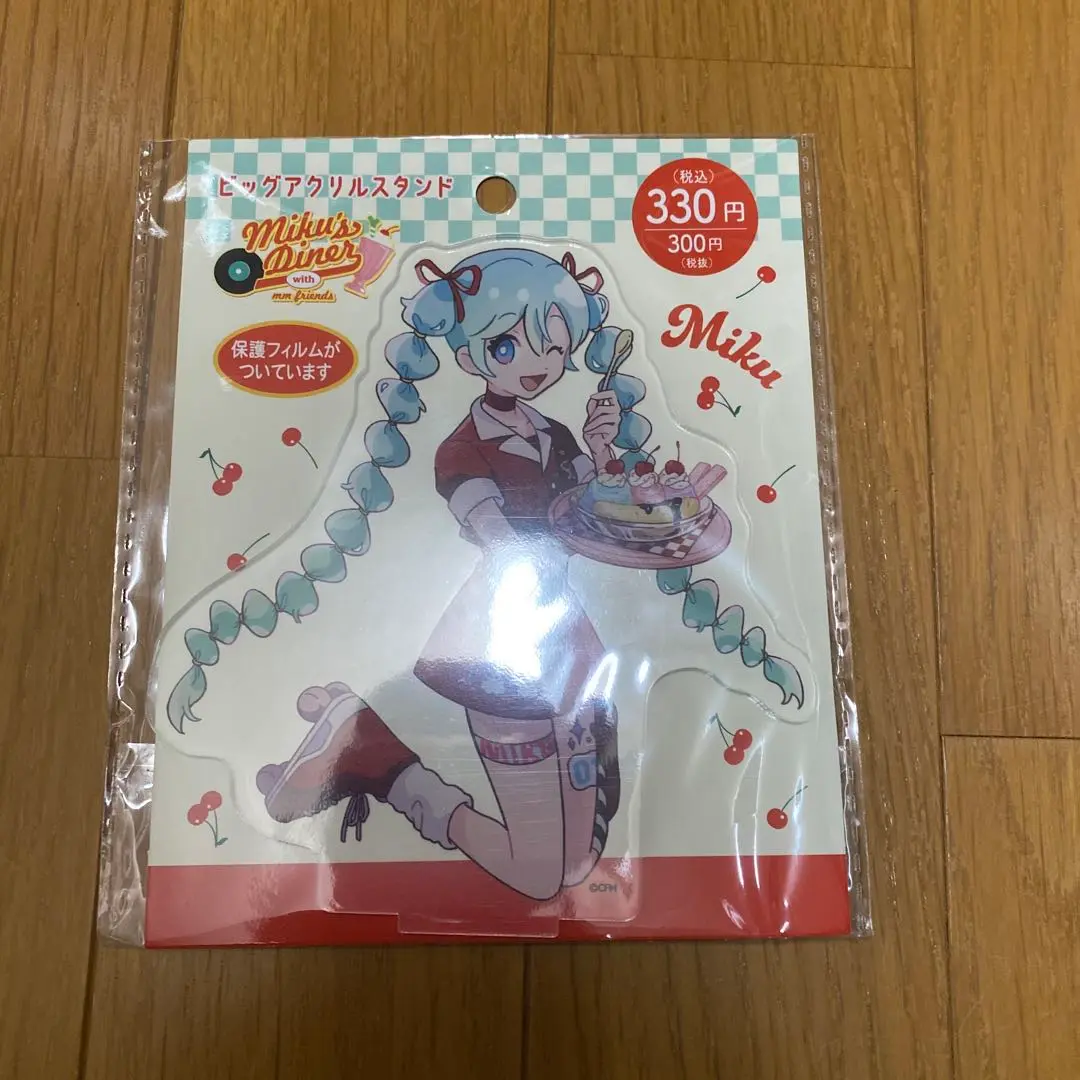 ビッグアクリルスタンド
(税込)
330円
300円
(税抜)
Miku's
Diner
with
mm friends
Miku
保護フィルムが
ついています
MIKU
01
©CFM